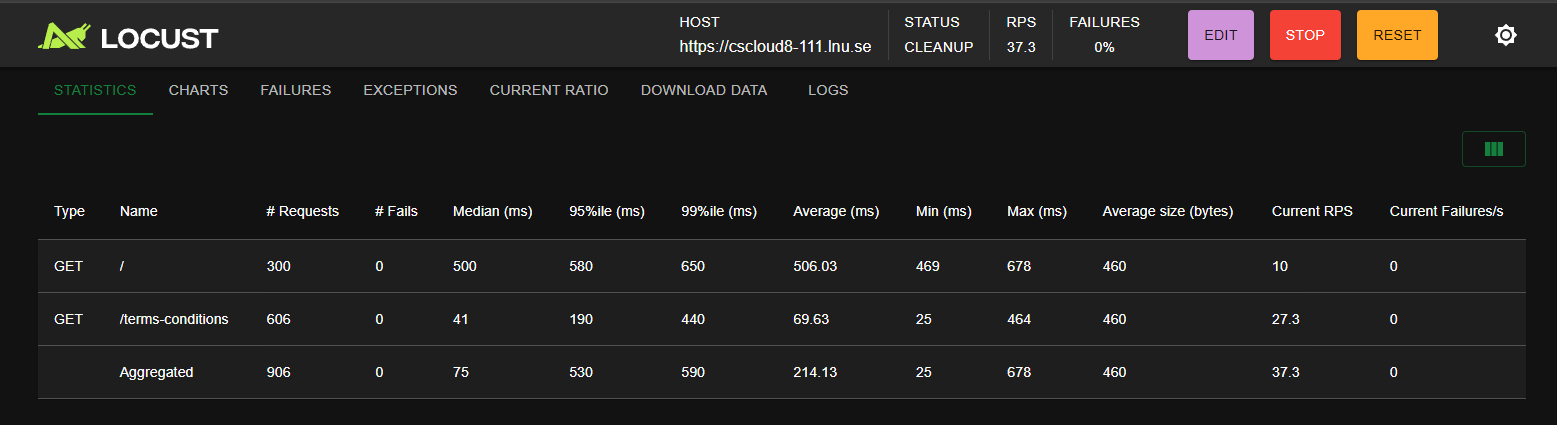 LOCUST
HOST
https://cscloud8-111.lnu.se
STATUS
CLEANUP
RPS
37.3
FAILURES
0%
EDIT
STOP
RESET
STATISTICS CHARTS FAILURES EXCEPTIONS CURRENT RATIO DOWNLOAD DATA LOGS
Type Name # Requests # Fails Median (ms) 95%ile (ms) 99%ile (ms) Average (ms) Min (ms) Max (ms) Average size (bytes) Current RPS Current Failures/s
GET / 300 0 500 580 650 506.03 469 678 460 10 0
GET /terms-conditions 606 0 41 190 440 69.63 25 464 460 27.3 0
Aggregated 906 0 75 530 590 214.13 25 678 460 37.3 0